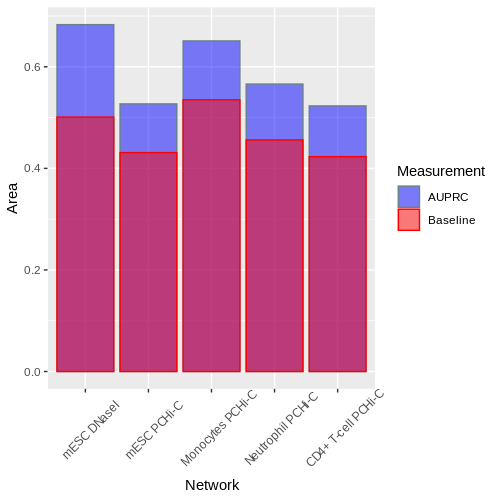 Area
0.6
0.4
0.2
0.0
mESC DNaseI
mESC PCHi-C
Monocytes PCHi-C
Neutrophil PCHi-C
CD4+ T-cell PCHi-C
Network
Measurement
AUPRC
Baseline